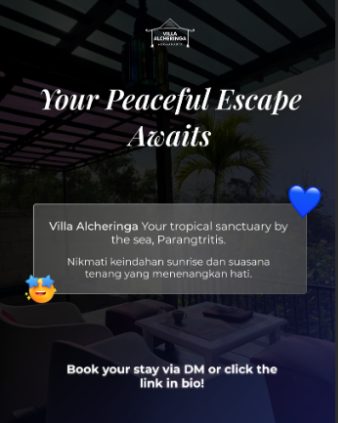 VILLA
ALCHERINGA
Your Peaceful Escape
Awaits
Villa Alcheringa Your tropical sanctuary by
the sea, Parangtritis.
Nikmati keindahan sunrise dan suasana
tenang yang menenangkan hati.
Book your stay via DM or click the
link in bio!